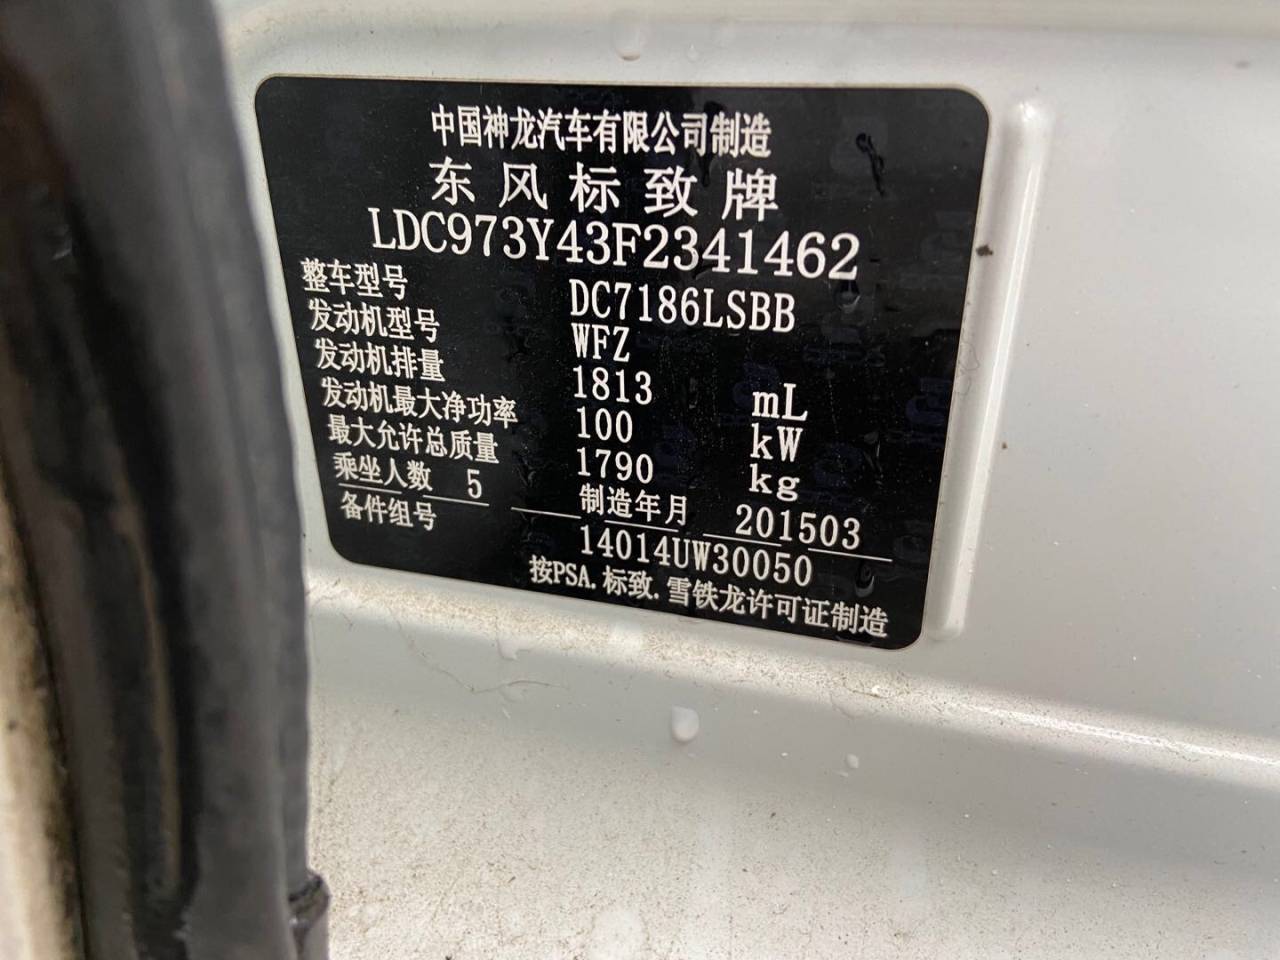 中国神龙汽车有限公司制造
东风标致牌
LDC973Y43F2341462
整车型号 DC7186LSBB
发动机型号 WFZ
发动机排量 1813 mL
发动机最大净功率 100 kW
最大允许总质量 1790 kg
乘坐人数 5 制造年月 201503
备件组号 14014UW30050
按PSA.标致.雪铁龙许可证制造